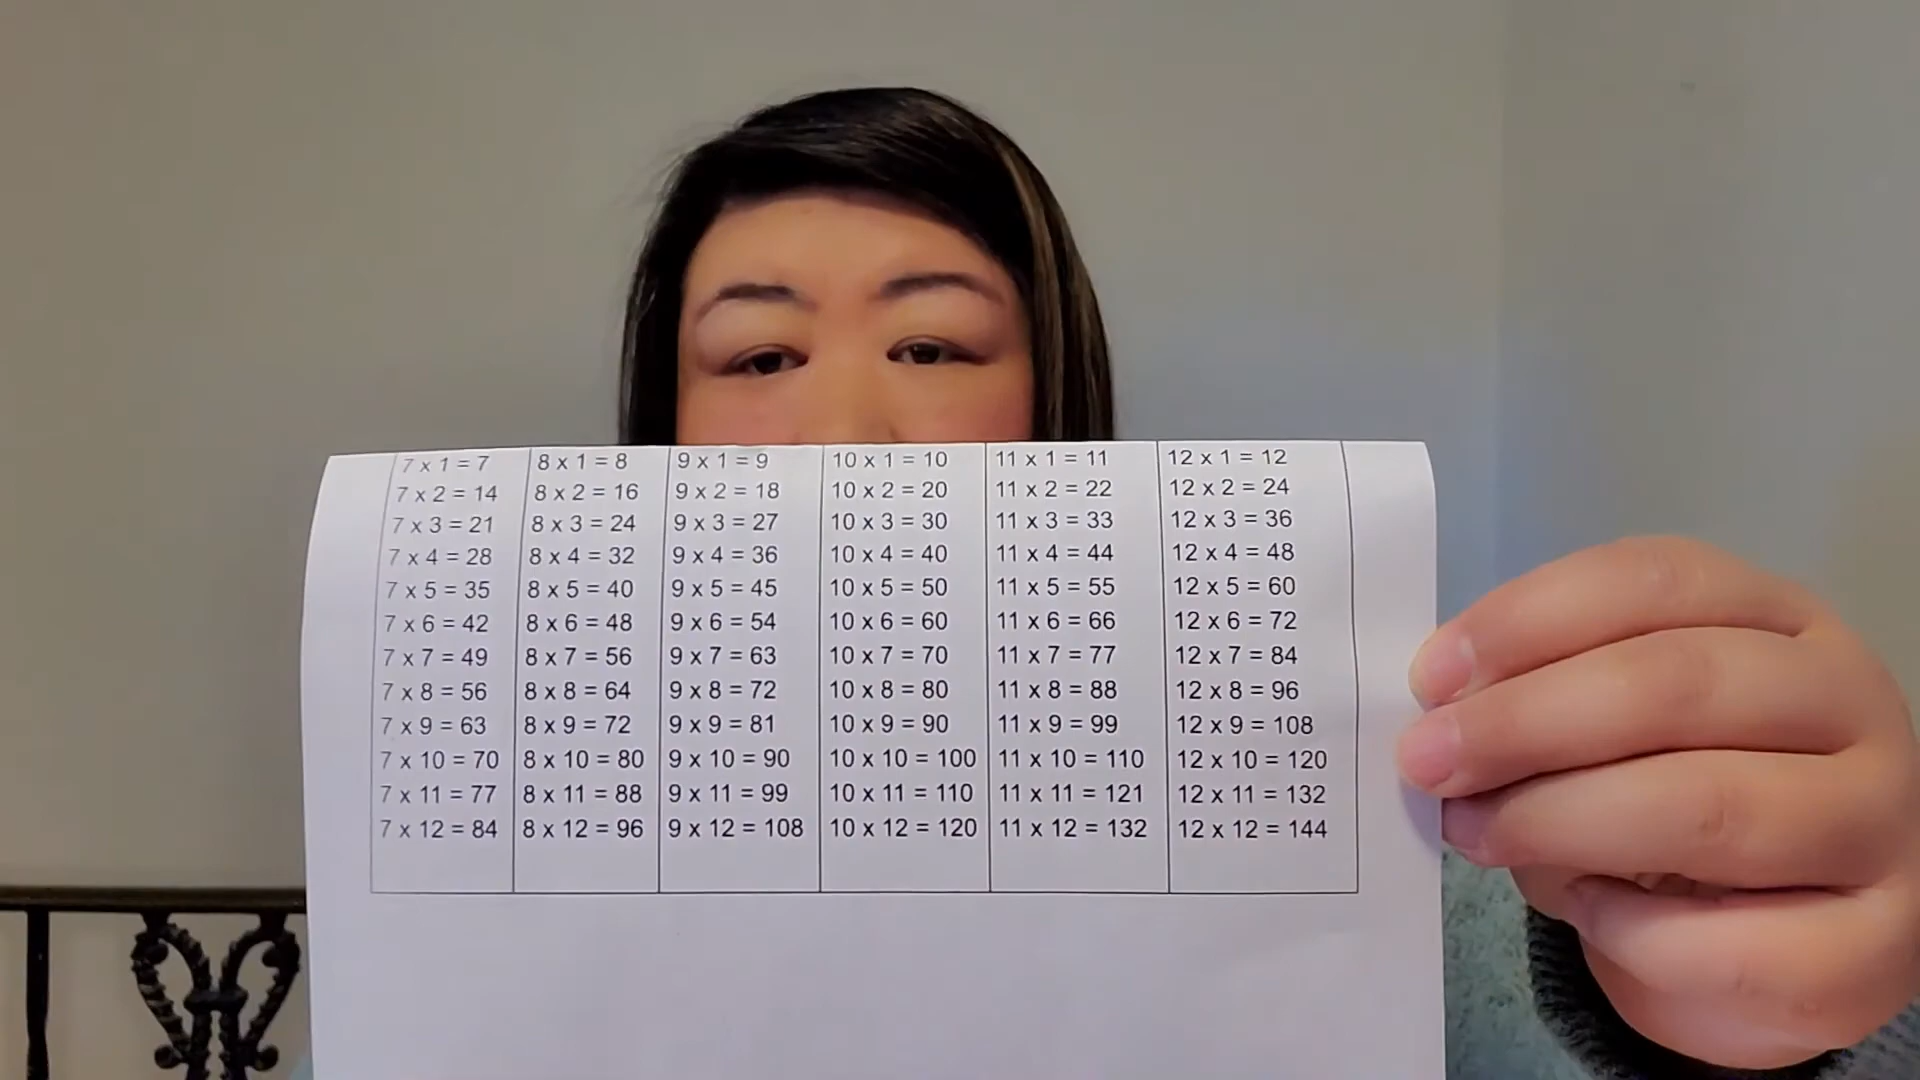 7 x 1 = 7 8 x 1 = 8 9 x 1 = 9 10 x 1 = 10 11 x 1 = 11 12 x 1 = 12
7 x 2 = 14 8 x 2 = 16 9 x 2 = 18 10 x 2 = 20 11 x 2 = 22 12 x 2 = 24
7 x 3 = 21 8 x 3 = 24 9 x 3 = 27 10 x 3 = 30 11 x 3 = 33 12 x 3 = 36
7 x 4 = 28 8 x 4 = 32 9 x 4 = 36 10 x 4 = 40 11 x 4 = 44 12 x 4 = 48
7 x 5 = 35 8 x 5 = 40 9 x 5 = 45 10 x 5 = 50 11 x 5 = 55 12 x 5 = 60
7 x 6 = 42 8 x 6 = 48 9 x 6 = 54 10 x 6 = 60 11 x 6 = 66 12 x 6 = 72
7 x 7 = 49 8 x 7 = 56 9 x 7 = 63 10 x 7 = 70 11 x 7 = 77 12 x 7 = 84
7 x 8 = 56 8 x 8 = 64 9 x 8 = 72 10 x 8 = 80 11 x 8 = 88 12 x 8 = 96
7 x 9 = 63 8 x 9 = 72 9 x 9 = 81 10 x 9 = 90 11 x 9 = 99 12 x 9 = 108
7 x 10 = 70 8 x 10 = 80 9 x 10 = 90 10 x 10 = 100 11 x 10 = 110 12 x 10 = 120
7 x 11 = 77 8 x 11 = 88 9 x 11 = 99 10 x 11 = 110 11 x 11 = 121 12 x 11 = 132
7 x 12 = 84 8 x 12 = 96 9 x 12 = 108 10 x 12 = 120 11 x 12 = 132 12 x 12 = 144